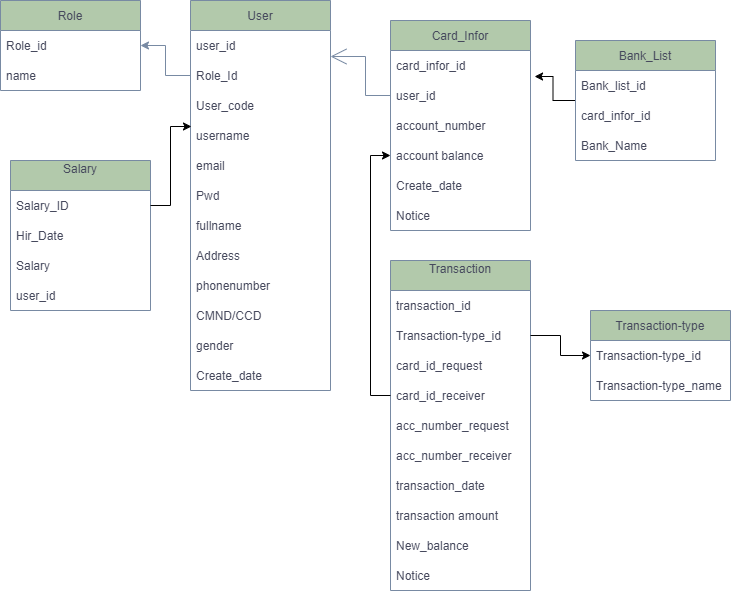 Role
Role_id
name
User
user_id
Role_Id
User_code
username
email
Pwd
fullname
Address
phonenumber
CMND/CCD
gender
Create_date
Card_Infor
card_infor_id
user_id
account_number
account balance
Create_date
Notice
Bank_List
Bank_list_id
card_infor_id
Bank_Name
Salary
Salary_ID
Hir_Date
Salary
user_id
Transaction
transaction_id
Transaction-type_id
card_id_request
card_id_receiver
acc_number_request
acc_number_receiver
transaction_date
transaction amount
New_balance
Notice
Transaction-type
Transaction-type_id
Transaction-type_name